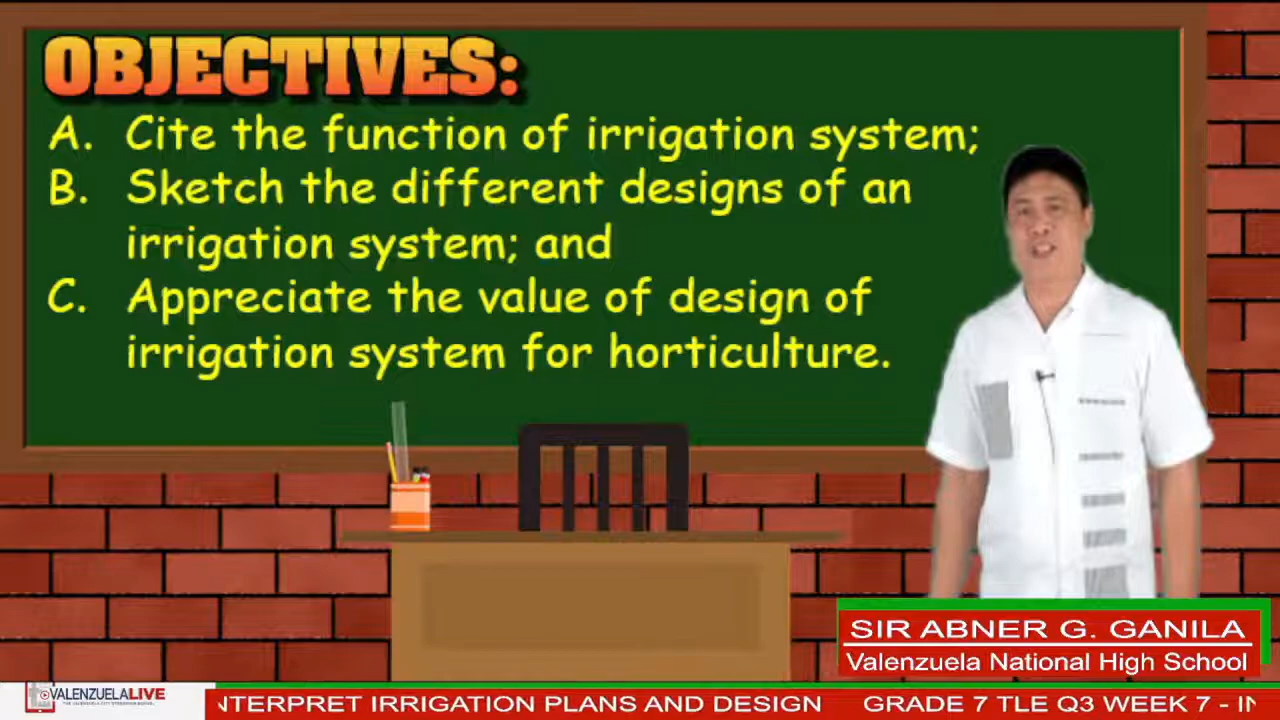 OBJECTIVES:
A. Cite the function of irrigation system;
B. Sketch the different designs of an
irrigation system; and
C. Appreciate the value of design of
irrigation system for horticulture.
SIR ABNER G. GANILA
Valenzuela National High School
VALENZUELALIVE
NTERPRET IRRIGATION PLANS AND DESIGN GRADE 7 TLE Q3 WEEK 7 - IN